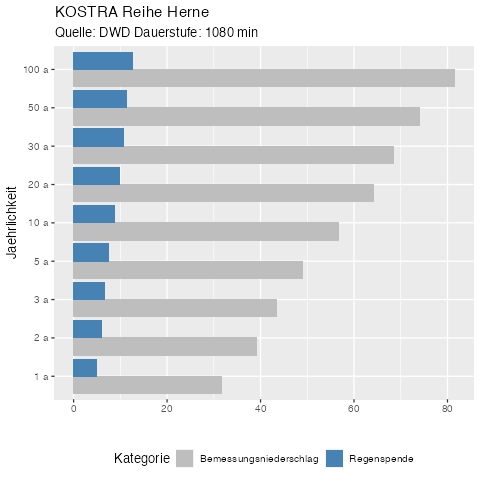 KOSTRA Reihe Herne
Quelle: DWD Dauerstufe: 1080 min
Jaehrlichkeit
100 a
50 a
30 a
20 a
10 a
5 a
3 a
2 a
1 a
0 20 40 60 80
Kategorie Bemessungsniederschlag Regenspende